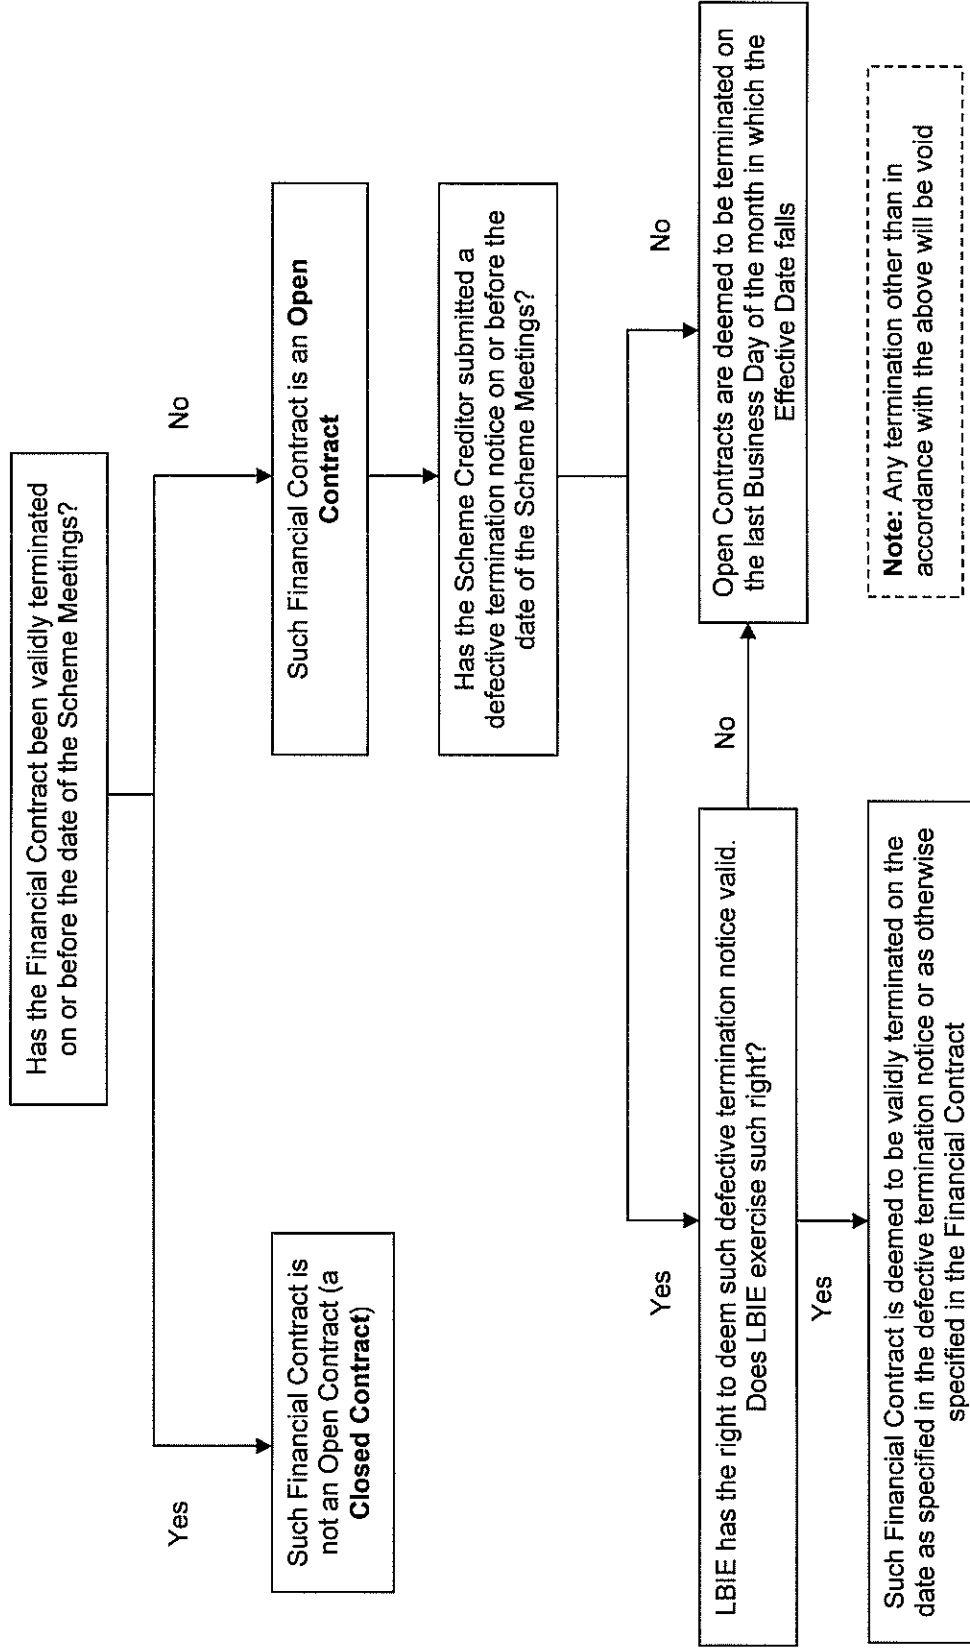 Has the Financial Contract been validly terminated
on or before the date of the Scheme Meetings?
Yes
No
Such Financial Contract is
not an Open Contract (a
Closed Contract)
Such Financial Contract is an Open
Contract
Has the Scheme Creditor submitted a
defective termination notice on or before the
date of the Scheme Meetings?
Yes
No
LBIE has the right to deem such defective termination notice valid.
Does LBIE exercise such right?
No
Open Contracts are deemed to be terminated on
the last Business Day of the month in which the
Effective Date falls
Yes
Such Financial Contract is deemed to be validly terminated on the
date as specified in the defective termination notice or as otherwise
specified in the Financial Contract
Note: Any termination other than in
accordance with the above will be void